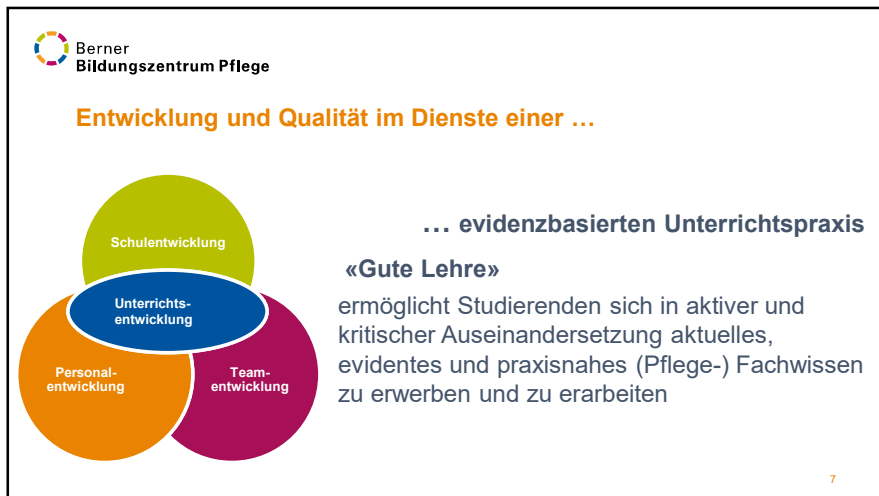 Berner
Bildungszentrum Pflege
Entwicklung und Qualität im Dienste einer …
Schulentwicklung
Unterrichts-
entwicklung
Personal-
entwicklung
Team-
entwicklung
… evidenzbasierten Unterrichtspraxis
«Gute Lehre»
ermöglicht Studierenden sich in aktiver und
kritischer Auseinandersetzung aktuelles,
evidentes und praxisnahes (Pflege-) Fachwissen
zu erwerben und zu erarbeiten
7